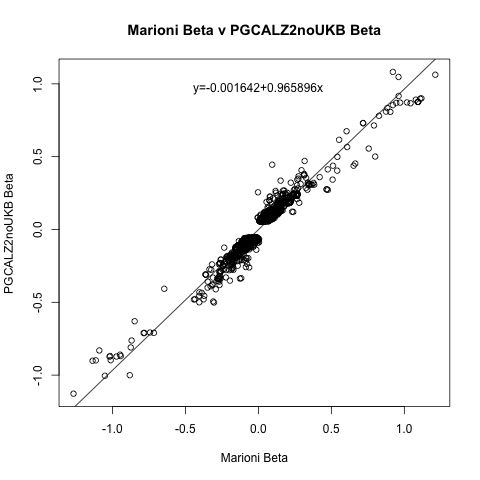 Marioni Beta v PGCALZ2noUKB Beta
y=-0.001642+0.965896x
PGCALZ2noUKB Beta
1.0
0.5
0.0
-0.5
-1.0
-1.0 -0.5 0.0 0.5 1.0
Marioni Beta